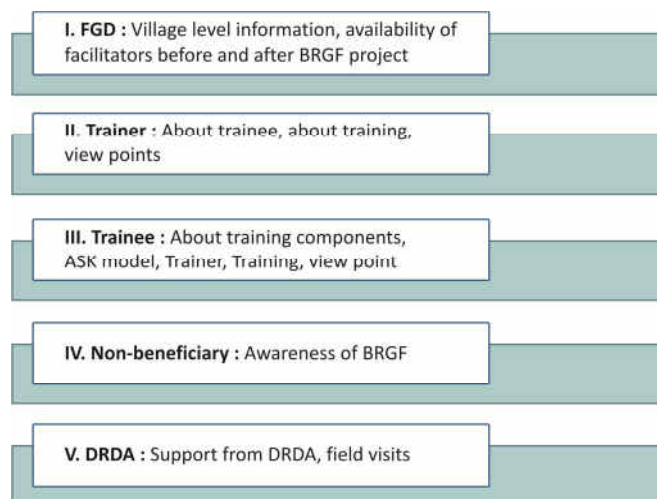 I. FGD : Village level information, availability of
facilitators before and after BRGF project
II. Trainer : About trainee, about training,
view points
III. Trainee : About training components,
ASK model, Trainer, Training, view point
IV. Non-beneficiary : Awareness of BRGF
V. DRDA : Support from DRDA, field visits